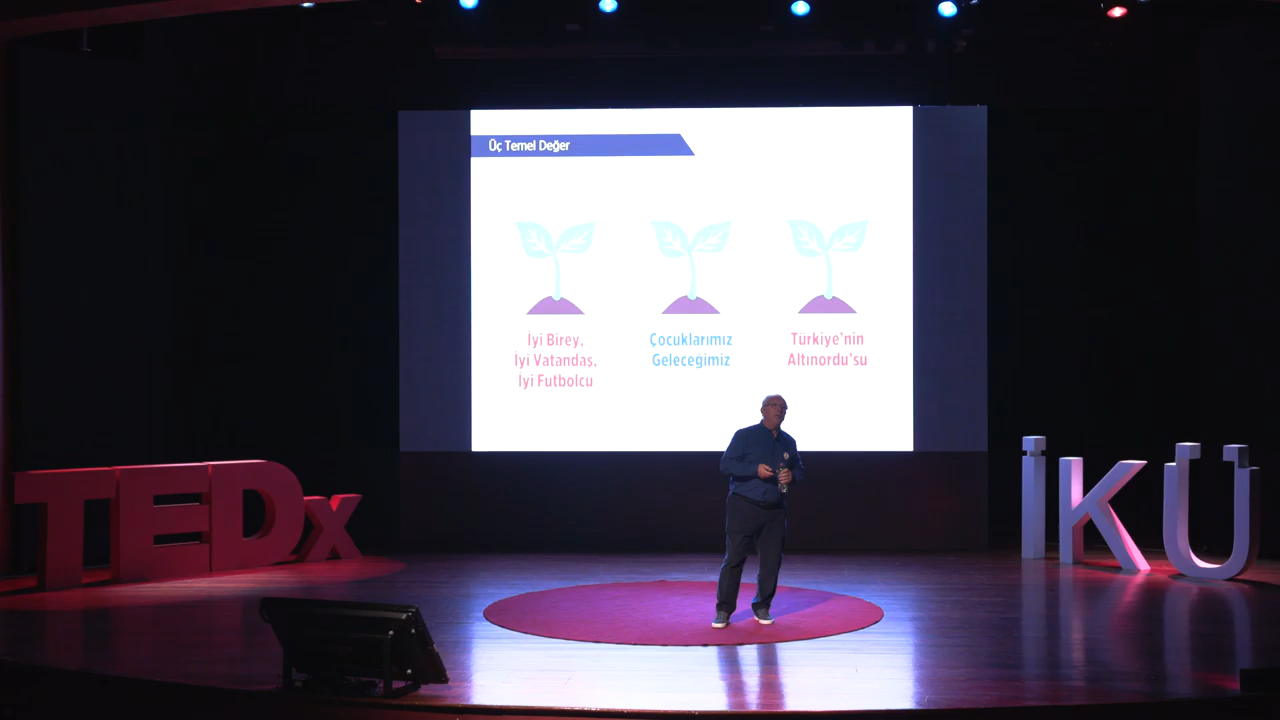 Üç Temel Değer
İyi Birey,
İyi Vatandaş,
İyi Futbolcu
Çocuklarımız
Geleceğimiz
Türkiye'nin
Altınordu'su
TEDx
İKÜ